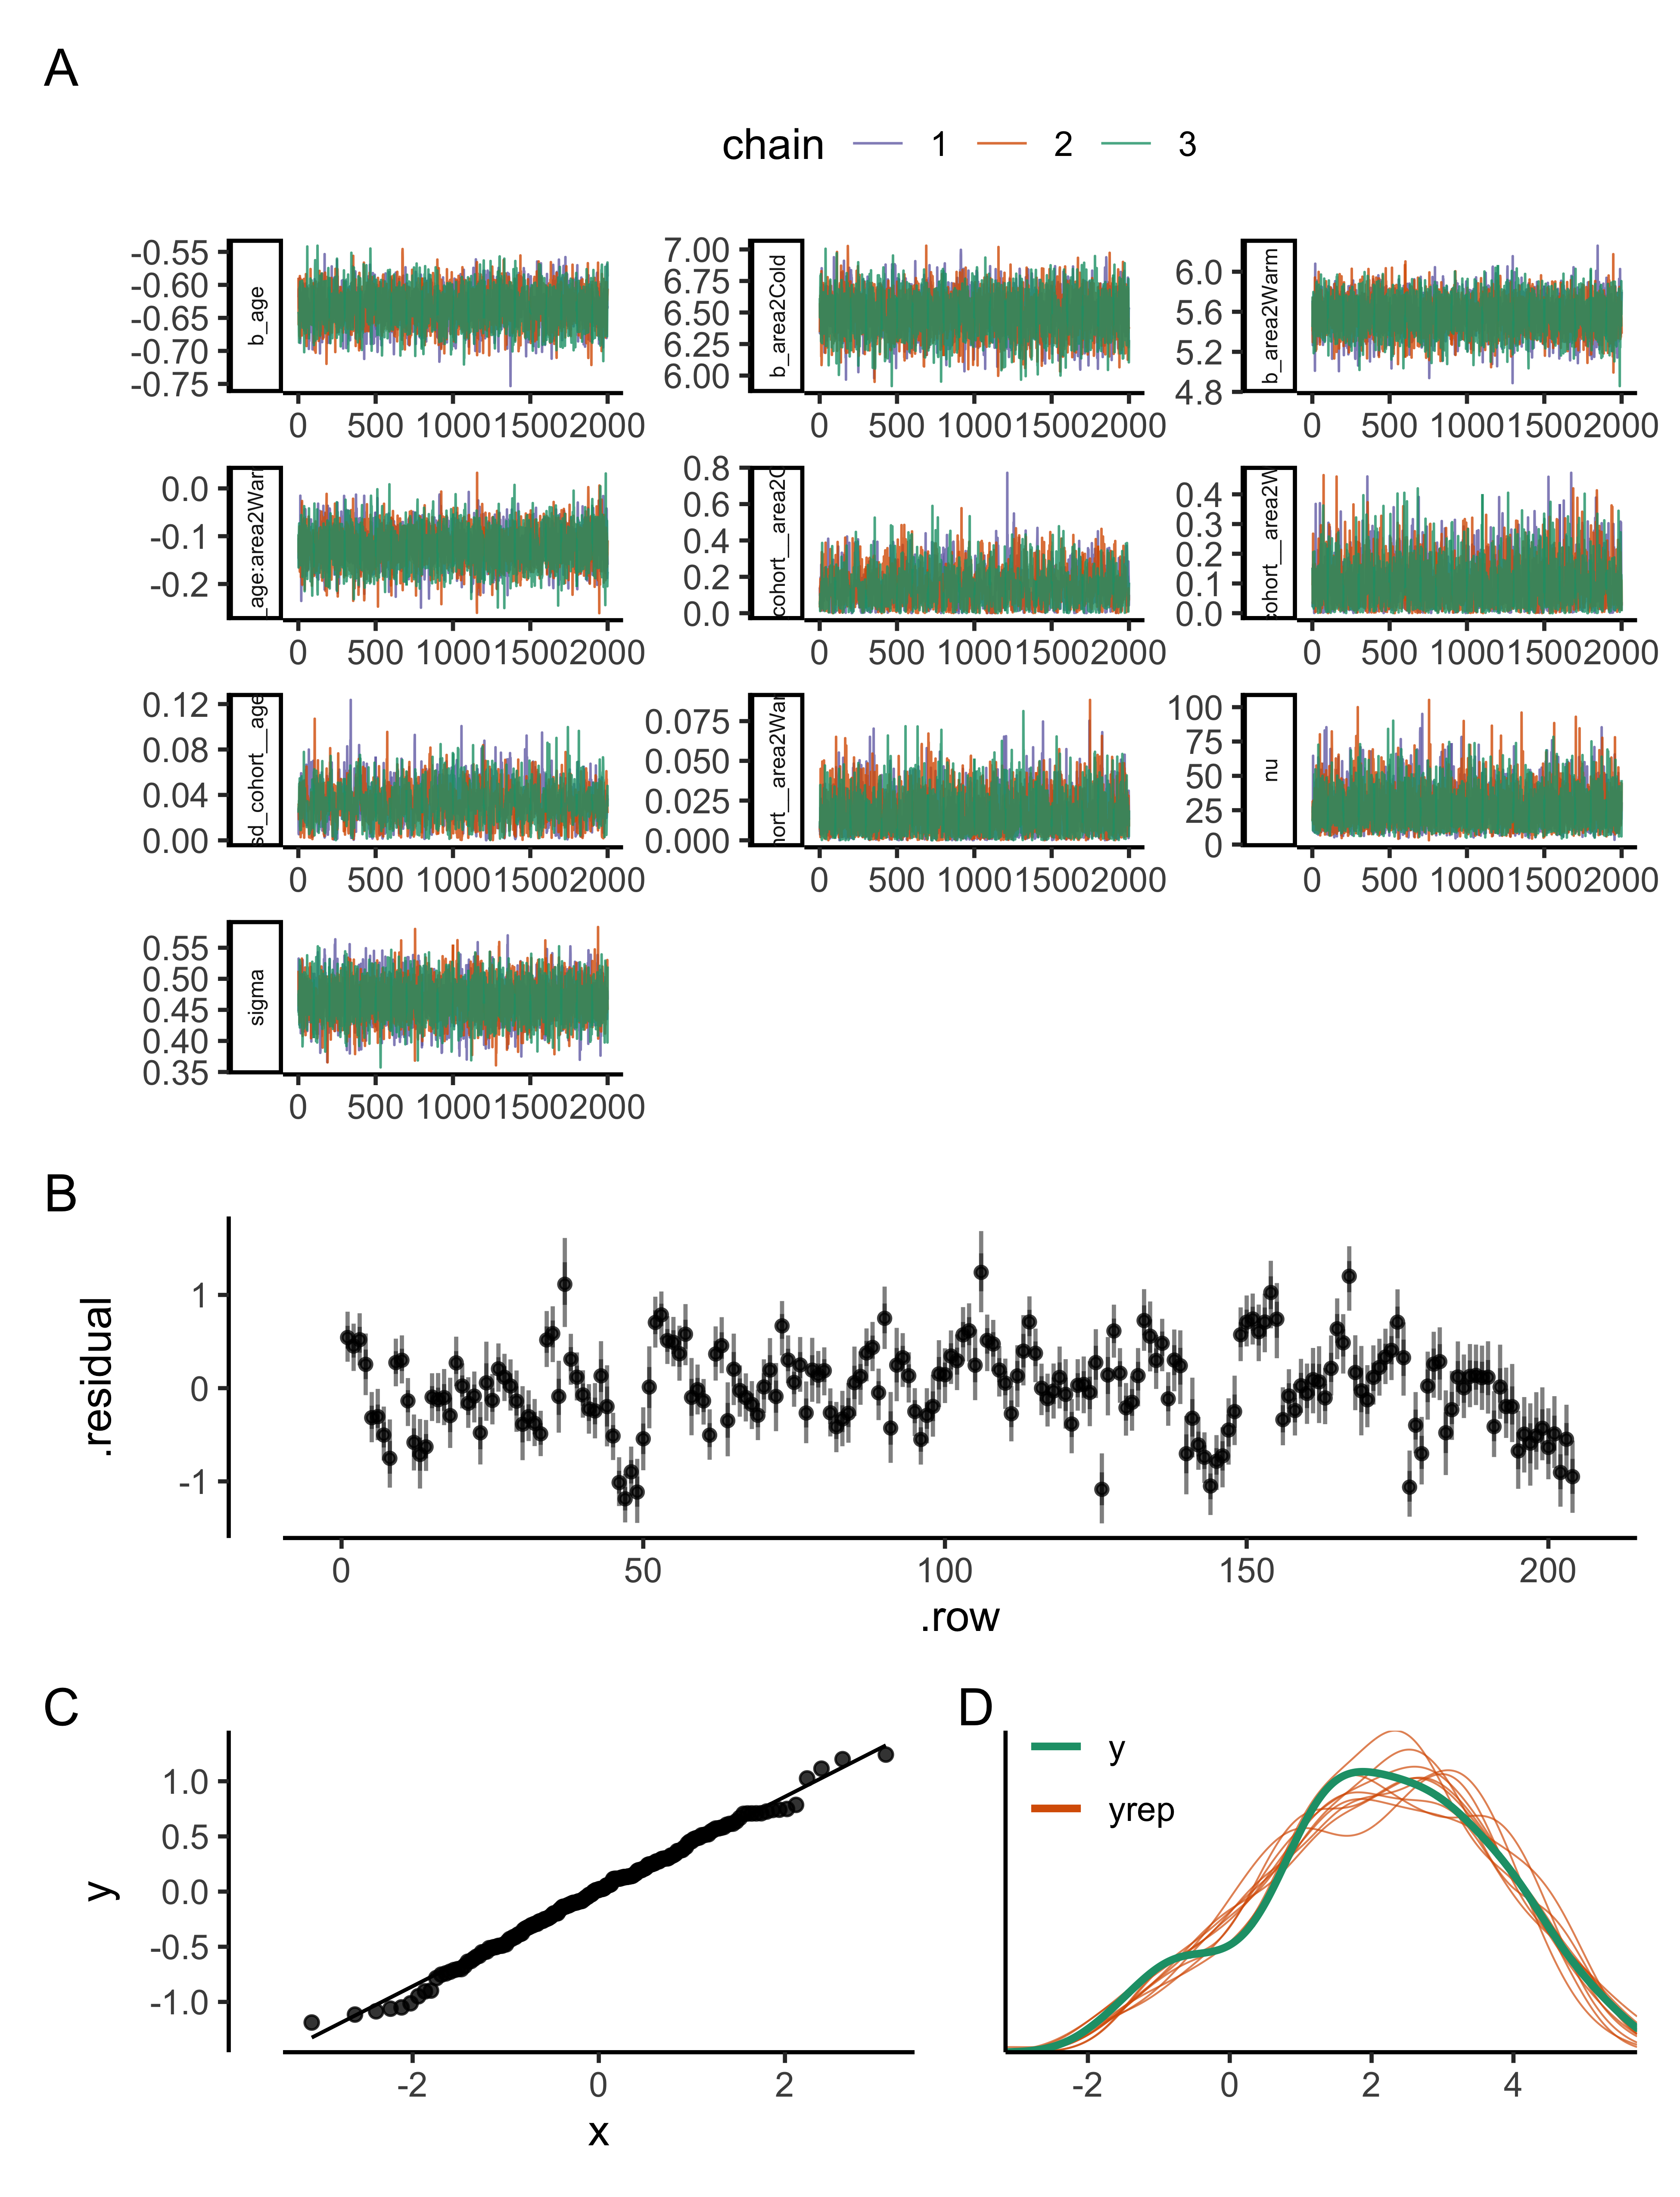 A
chain 1 2 3
-0.55
-0.60
-0.65
-0.70
-0.75
b_age
0 500 1000 1500 2000
7.00
6.75
6.50
6.25
6.00
b_area2Cold
0 500 1000 1500 2000
6.0
5.6
5.2
4.8
b_area2Warm
0 500 1000 1500 2000
0.0
-0.1
-0.2
_age:area2War
0 500 1000 1500 2000
0.8
0.6
0.4
0.2
0.0
cohort__area2C
0 500 1000 1500 2000
0.4
0.3
0.2
0.1
0.0
cohort__area2W
0 500 1000 1500 2000
0.12
0.08
0.04
0.00
sd_cohort__age
0 500 1000 1500 2000
0.075
0.050
0.025
0.000
hort__area2War
0 500 1000 1500 2000
100
75
50
25
0
nu
0 500 1000 1500 2000
0.55
0.50
0.45
0.40
0.35
sigma
0 500 1000 1500 2000
B
.residual
1
0
-1
0 50 100 150 200
.row
C
y
1.0
0.5
0.0
-0.5
-1.0
-2 0 2
x
D
y
yrep
-2 0 2 4